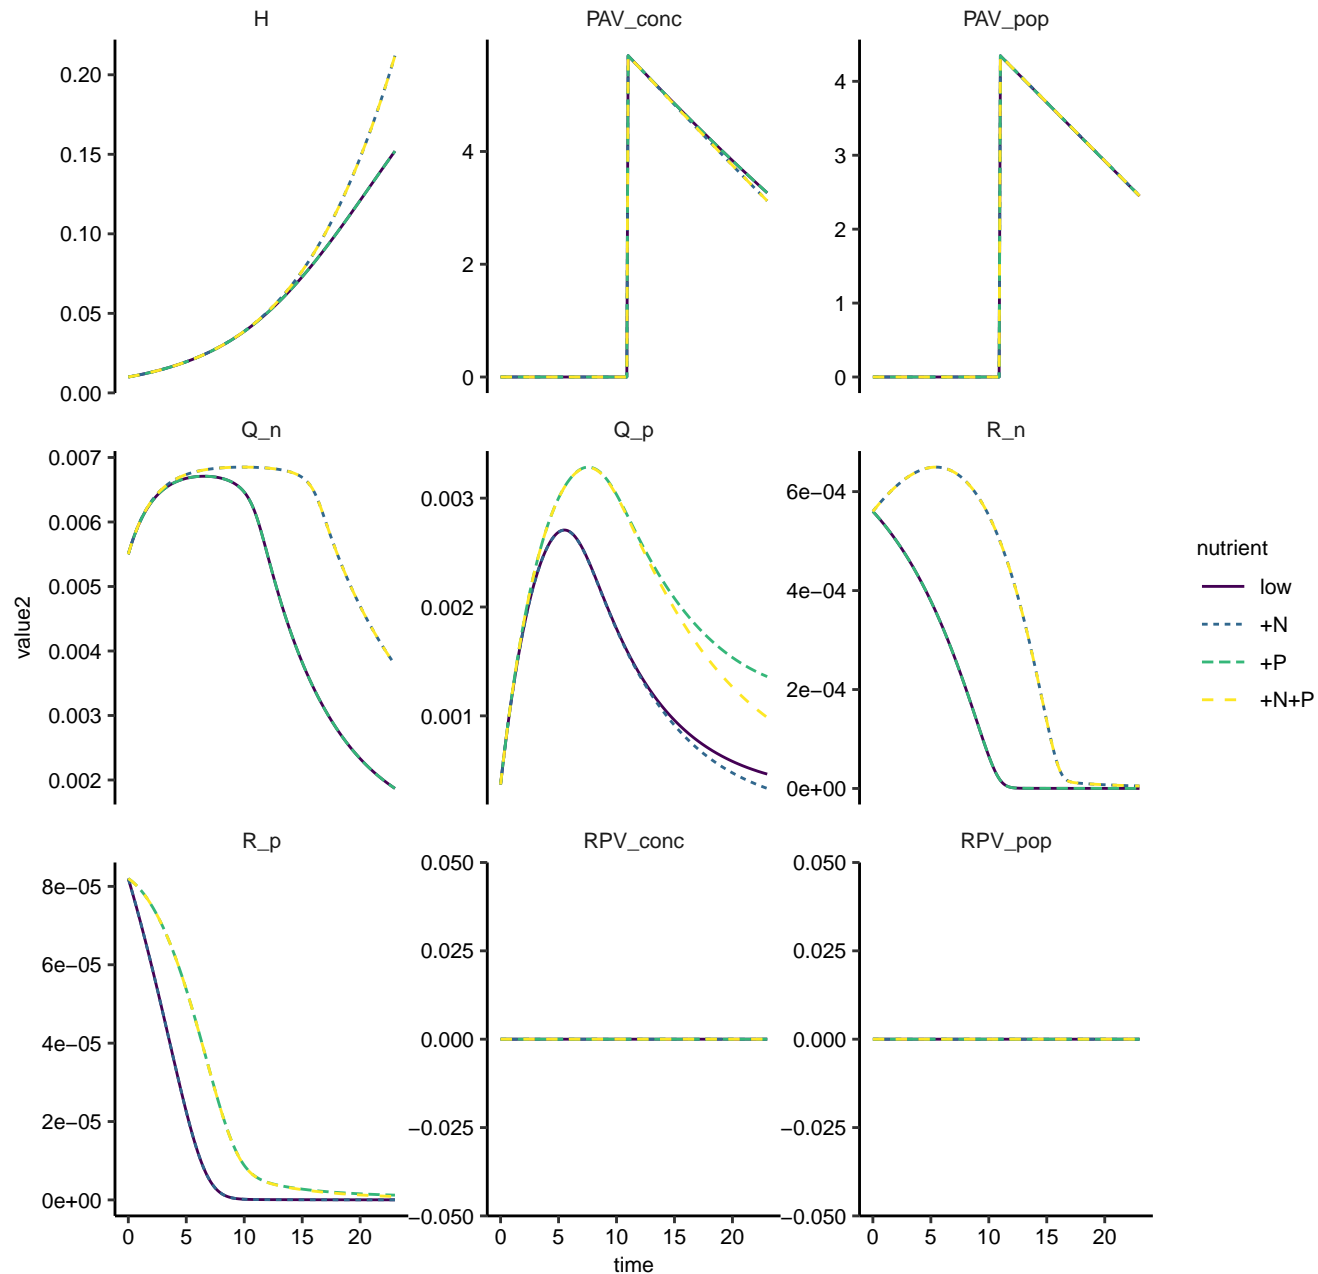 H PAV_conc PAV_pop
0.20
0.15
0.10
0.05
0.00
4
2
0
4
3
2
1
0
Q_n Q_p R_n
0.007
0.006
0.005
0.004
0.003
0.002
0.003
0.002
0.001
6e−04
4e−04
2e−04
0e+00
R_p RPV_conc RPV_pop
8e−05
6e−05
4e−05
2e−05
0e+00
0.050
0.025
0.000
−0.025
−0.050
0.050
0.025
0.000
−0.025
−0.050
0 5 10 15 20
0 5 10 15 20
0 5 10 15 20
time
value2
nutrient
low
+N
+P
+N+P